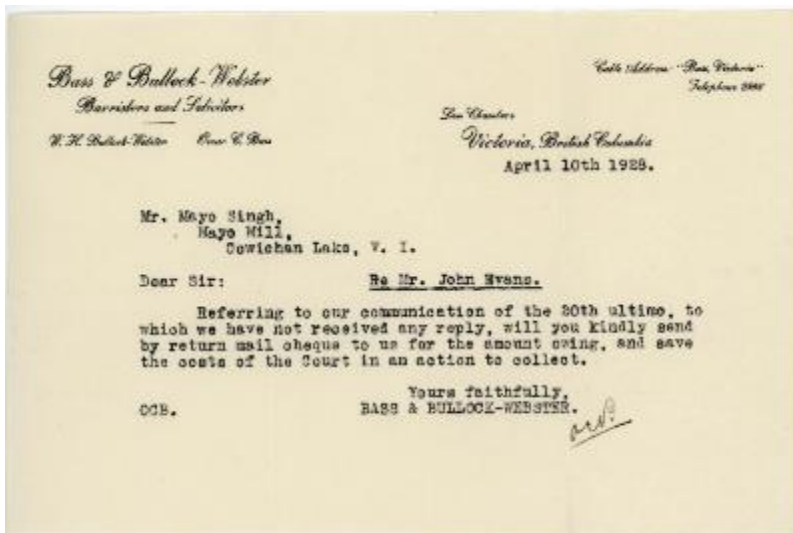 Bass & Bullock-Webster
Barristers and Solicitors
W. H. Bullock-Webster Omar C. Bass
Cable Address "Bass, Victoria"
Telephone
Law Chambers
Victoria, British Columbia
April 10th 1928.
Mr. Mayo Singh,
Mayo Mill,
Cowichan Lake, V. I.
Dear Sir: Re Mr. John Evans.
Referring to our communication of the 20th ultimo, to
which we have not received any reply, will you kindly send
by return mail cheque to us for the amount owing, and save
the costs of the Court in an action to collect.
Yours faithfully,
OCB. BASS & BULLOCK-WEBSTER.